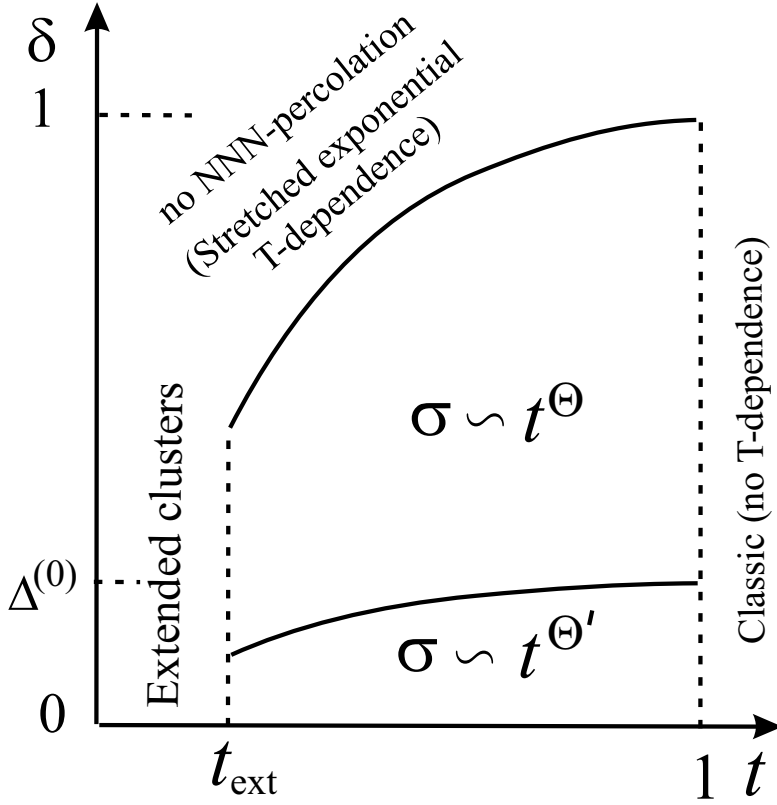 δ
1
no NNN-percolation
(Stretched exponential
T-dependence)
σ ∽ t^Θ
Extended clusters
Classic (no T-dependence)
Δ^(0)
σ ∽ t^Θ′
0
t_ext
1
t